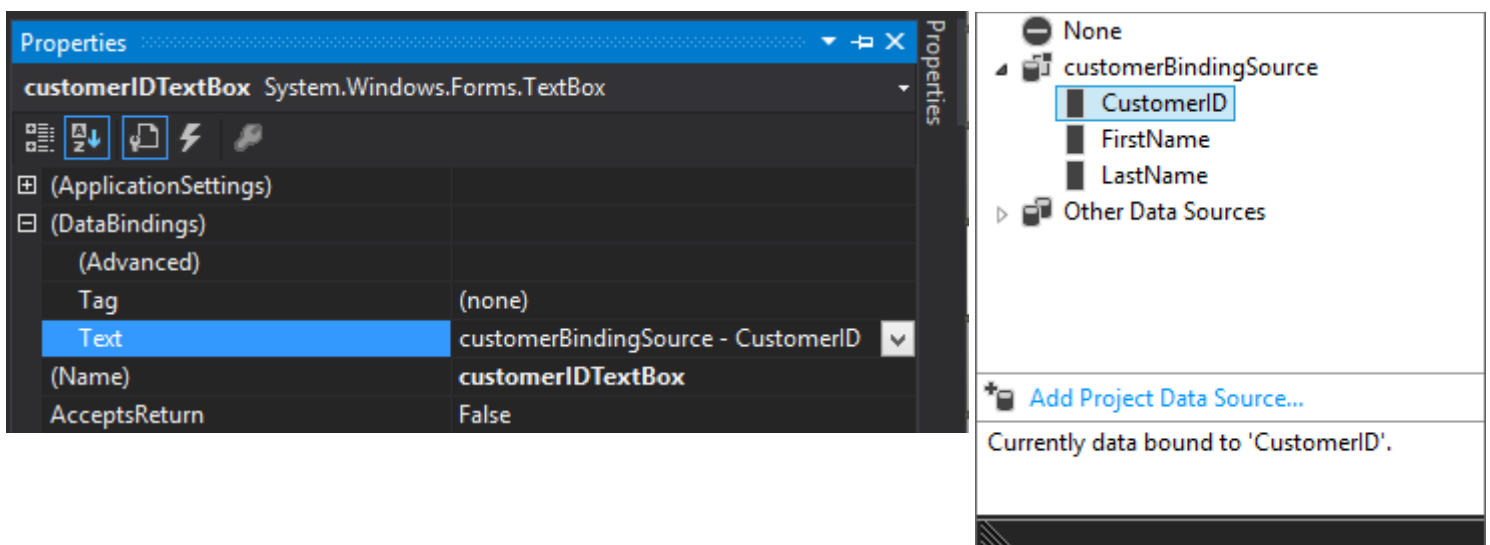 Properties
customerIDTextBox System.Windows.Forms.TextBox
(ApplicationSettings)
(DataBindings)
(Advanced)
Tag (none)
Text customerBindingSource - CustomerID
(Name) customerIDTextBox
AcceptsReturn False
Properties
None
customerBindingSource
CustomerID
FirstName
LastName
Other Data Sources
Add Project Data Source...
Currently data bound to 'CustomerID'.